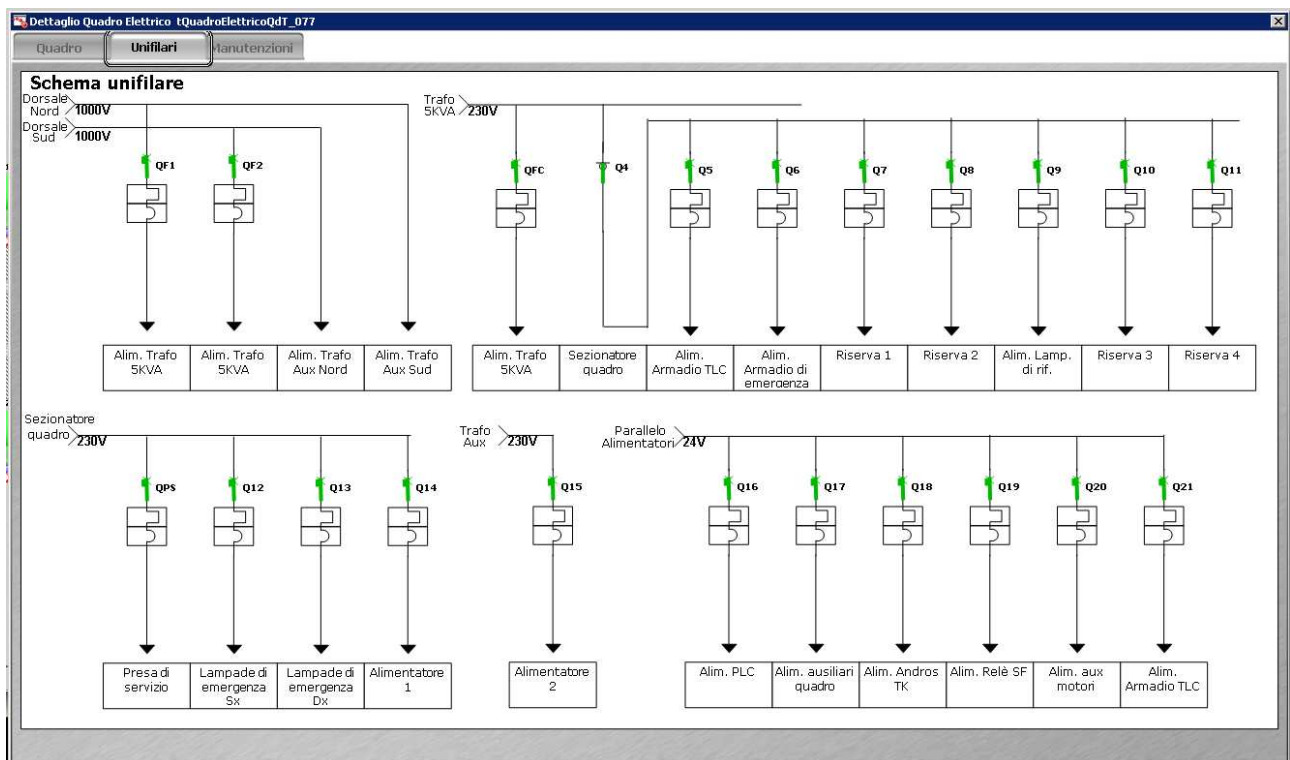 Dettaglio Quadro Elettrico tQuadroElettricoQdT_077
Quadro
Unifilari
Manutenzioni
Schema unifilare
Dorsale
Nord
1000V
Dorsale
Sud
1000V
QF1
QF2
Alim. Trafo
5KVA
Alim. Trafo
5KVA
Alim. Trafo
Aux Nord
Alim. Trafo
Aux Sud
Trafo
5KVA
230V
QFC
Q4
Q5
Q6
Q7
Q8
Q9
Q10
Q11
Alim. Trafo
5KVA
Sezionatore
quadro
Alim.
Armadio TLC
Alim.
Armadio di
emergenza
Riserva 1
Riserva 2
Alim. Lamp.
di rif.
Riserva 3
Riserva 4
Sezionatore
quadro
230V
QPS
Q12
Q13
Q14
Presa di
servizio
Lampade di
emergenza
Sx
Lampade di
emergenza
Dx
Alimentatore
1
Trafo
Aux
230V
Q15
Alimentatore
2
Parallelo
Alimentatori
24V
Q16
Q17
Q18
Q19
Q20
Q21
Alim. PLC
Alim. ausiliari
quadro
Alim. Andros
TK
Alim. Relè SF
Alim. aux
motori
Alim.
Armadio TLC